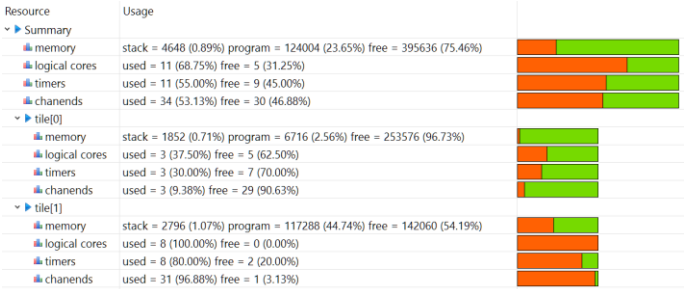 Resource Usage
Summary
memory stack = 4648 (0.89%) program = 124004 (23.65%) free = 395636 (75.46%)
logical cores used = 11 (68.75%) free = 5 (31.25%)
timers used = 11 (55.00%) free = 9 (45.00%)
chanends used = 34 (53.13%) free = 30 (46.88%)
tile[0]
memory stack = 1852 (0.71%) program = 6716 (2.56%) free = 253576 (96.73%)
logical cores used = 3 (37.50%) free = 5 (62.50%)
timers used = 3 (30.00%) free = 7 (70.00%)
chanends used = 3 (9.38%) free = 29 (90.63%)
tile[1]
memory stack = 2796 (1.07%) program = 117288 (44.74%) free = 142060 (54.19%)
logical cores used = 8 (100.00%) free = 0 (0.00%)
timers used = 8 (80.00%) free = 2 (20.00%)
chanends used = 31 (96.88%) free = 1 (3.13%)